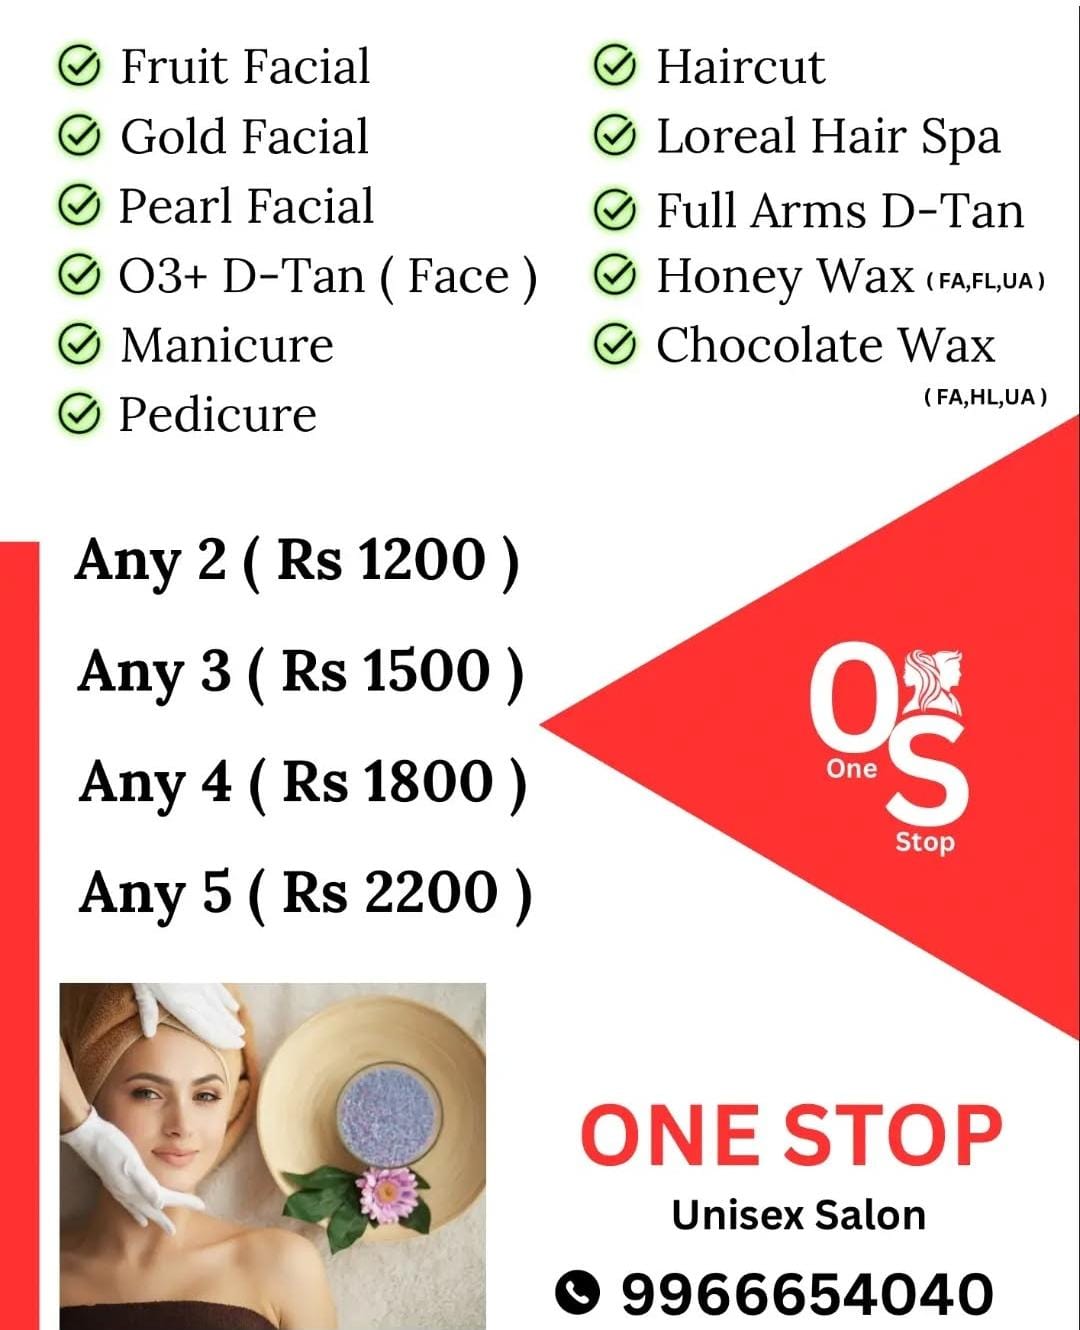 Fruit Facial
Gold Facial
Pearl Facial
O3+ D-Tan ( Face )
Manicure
Pedicure
Haircut
Loreal Hair Spa
Full Arms D-Tan
Honey Wax ( FA,FL,UA )
Chocolate Wax
( FA,HL,UA )
Any 2 ( Rs 1200 )
Any 3 ( Rs 1500 )
Any 4 ( Rs 1800 )
Any 5 ( Rs 2200 )
OS
One
Stop
ONE STOP
Unisex Salon
9966654040